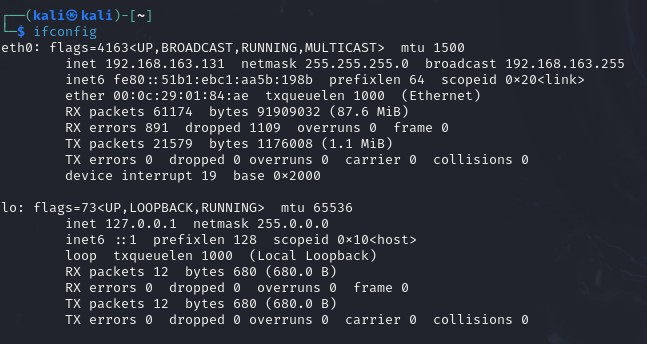 ┌──(kali㉿kali)-[~]
└─$ ifconfig
eth0: flags=4163<UP,BROADCAST,RUNNING,MULTICAST>  mtu 1500
        inet 192.168.163.131  netmask 255.255.255.0  broadcast 192.168.163.255
        inet6 fe80::51b1:ebc1:aa5b:198b  prefixlen 64  scopeid 0×20<link>
        ether 00:0c:29:01:84:ae  txqueuelen 1000  (Ethernet)
        RX packets 61174  bytes 91909032 (87.6 MiB)
        RX errors 891  dropped 1109  overruns 0  frame 0
        TX packets 21579  bytes 1176008 (1.1 MiB)
        TX errors 0  dropped 0 overruns 0  carrier 0  collisions 0
        device interrupt 19  base 0×2000
lo: flags=73<UP,LOOPBACK,RUNNING>  mtu 65536
        inet 127.0.0.1  netmask 255.0.0.0
        inet6 ::1  prefixlen 128  scopeid 0×10<host>
        loop  txqueuelen 1000  (Local Loopback)
        RX packets 12  bytes 680 (680.0 B)
        RX errors 0  dropped 0  overruns 0  frame 0
        TX packets 12  bytes 680 (680.0 B)
        TX errors 0  dropped 0 overruns 0  carrier 0  collisions 0